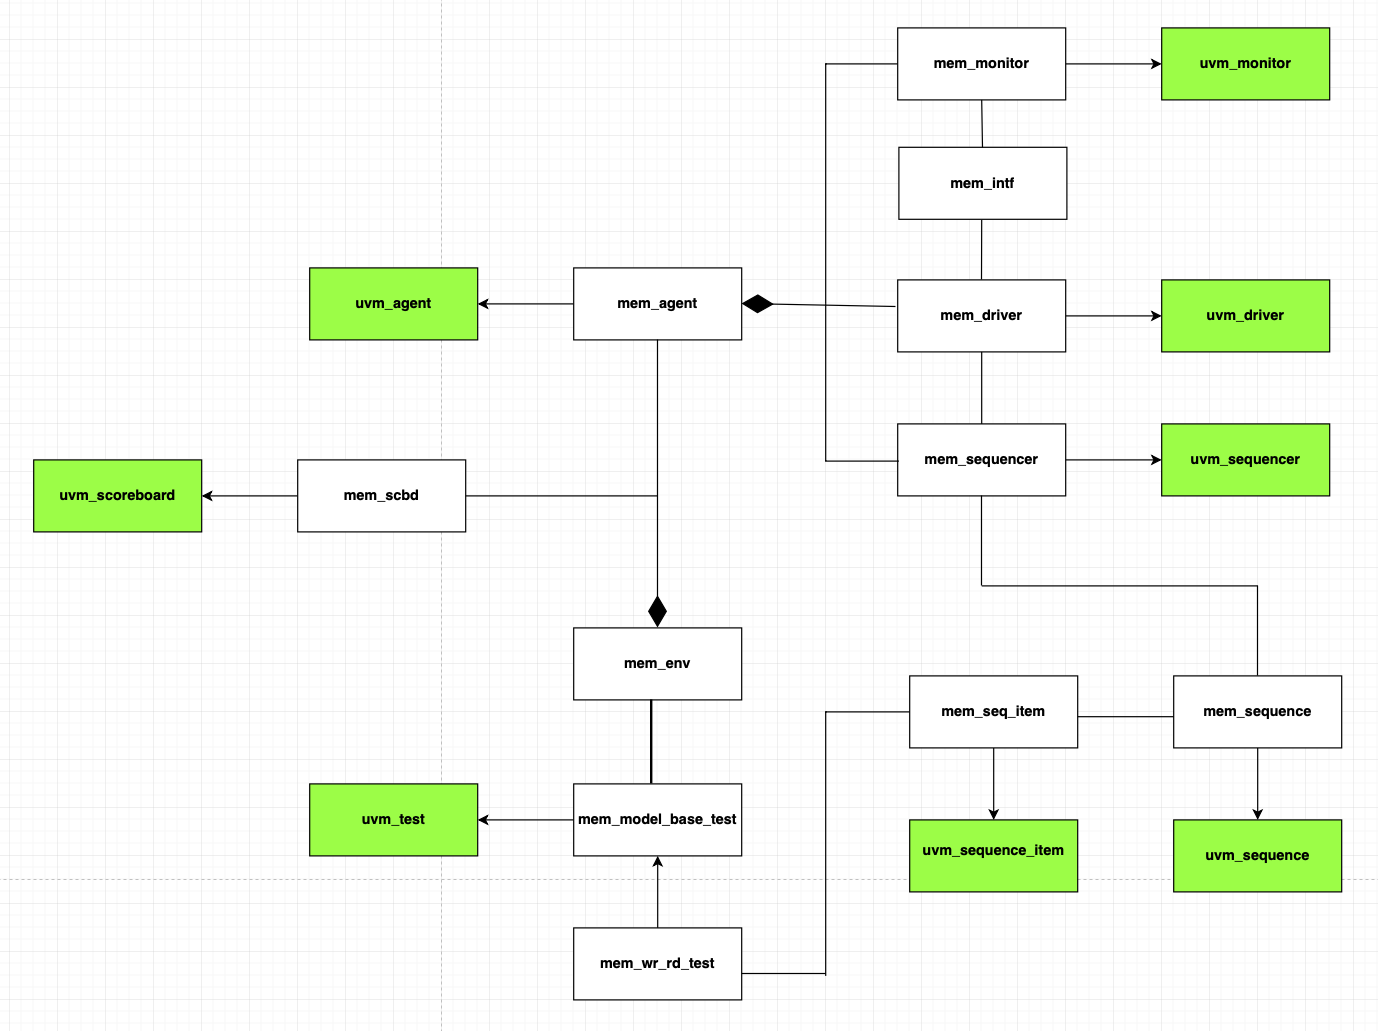 mem_monitor
uvm_monitor
mem_intf
uvm_agent
mem_agent
mem_driver
uvm_driver
uvm_scoreboard
mem_scbd
mem_sequencer
uvm_sequencer
mem_env
mem_seq_item
mem_sequence
uvm_test
mem_model_base_test
uvm_sequence_item
uvm_sequence
mem_wr_rd_test